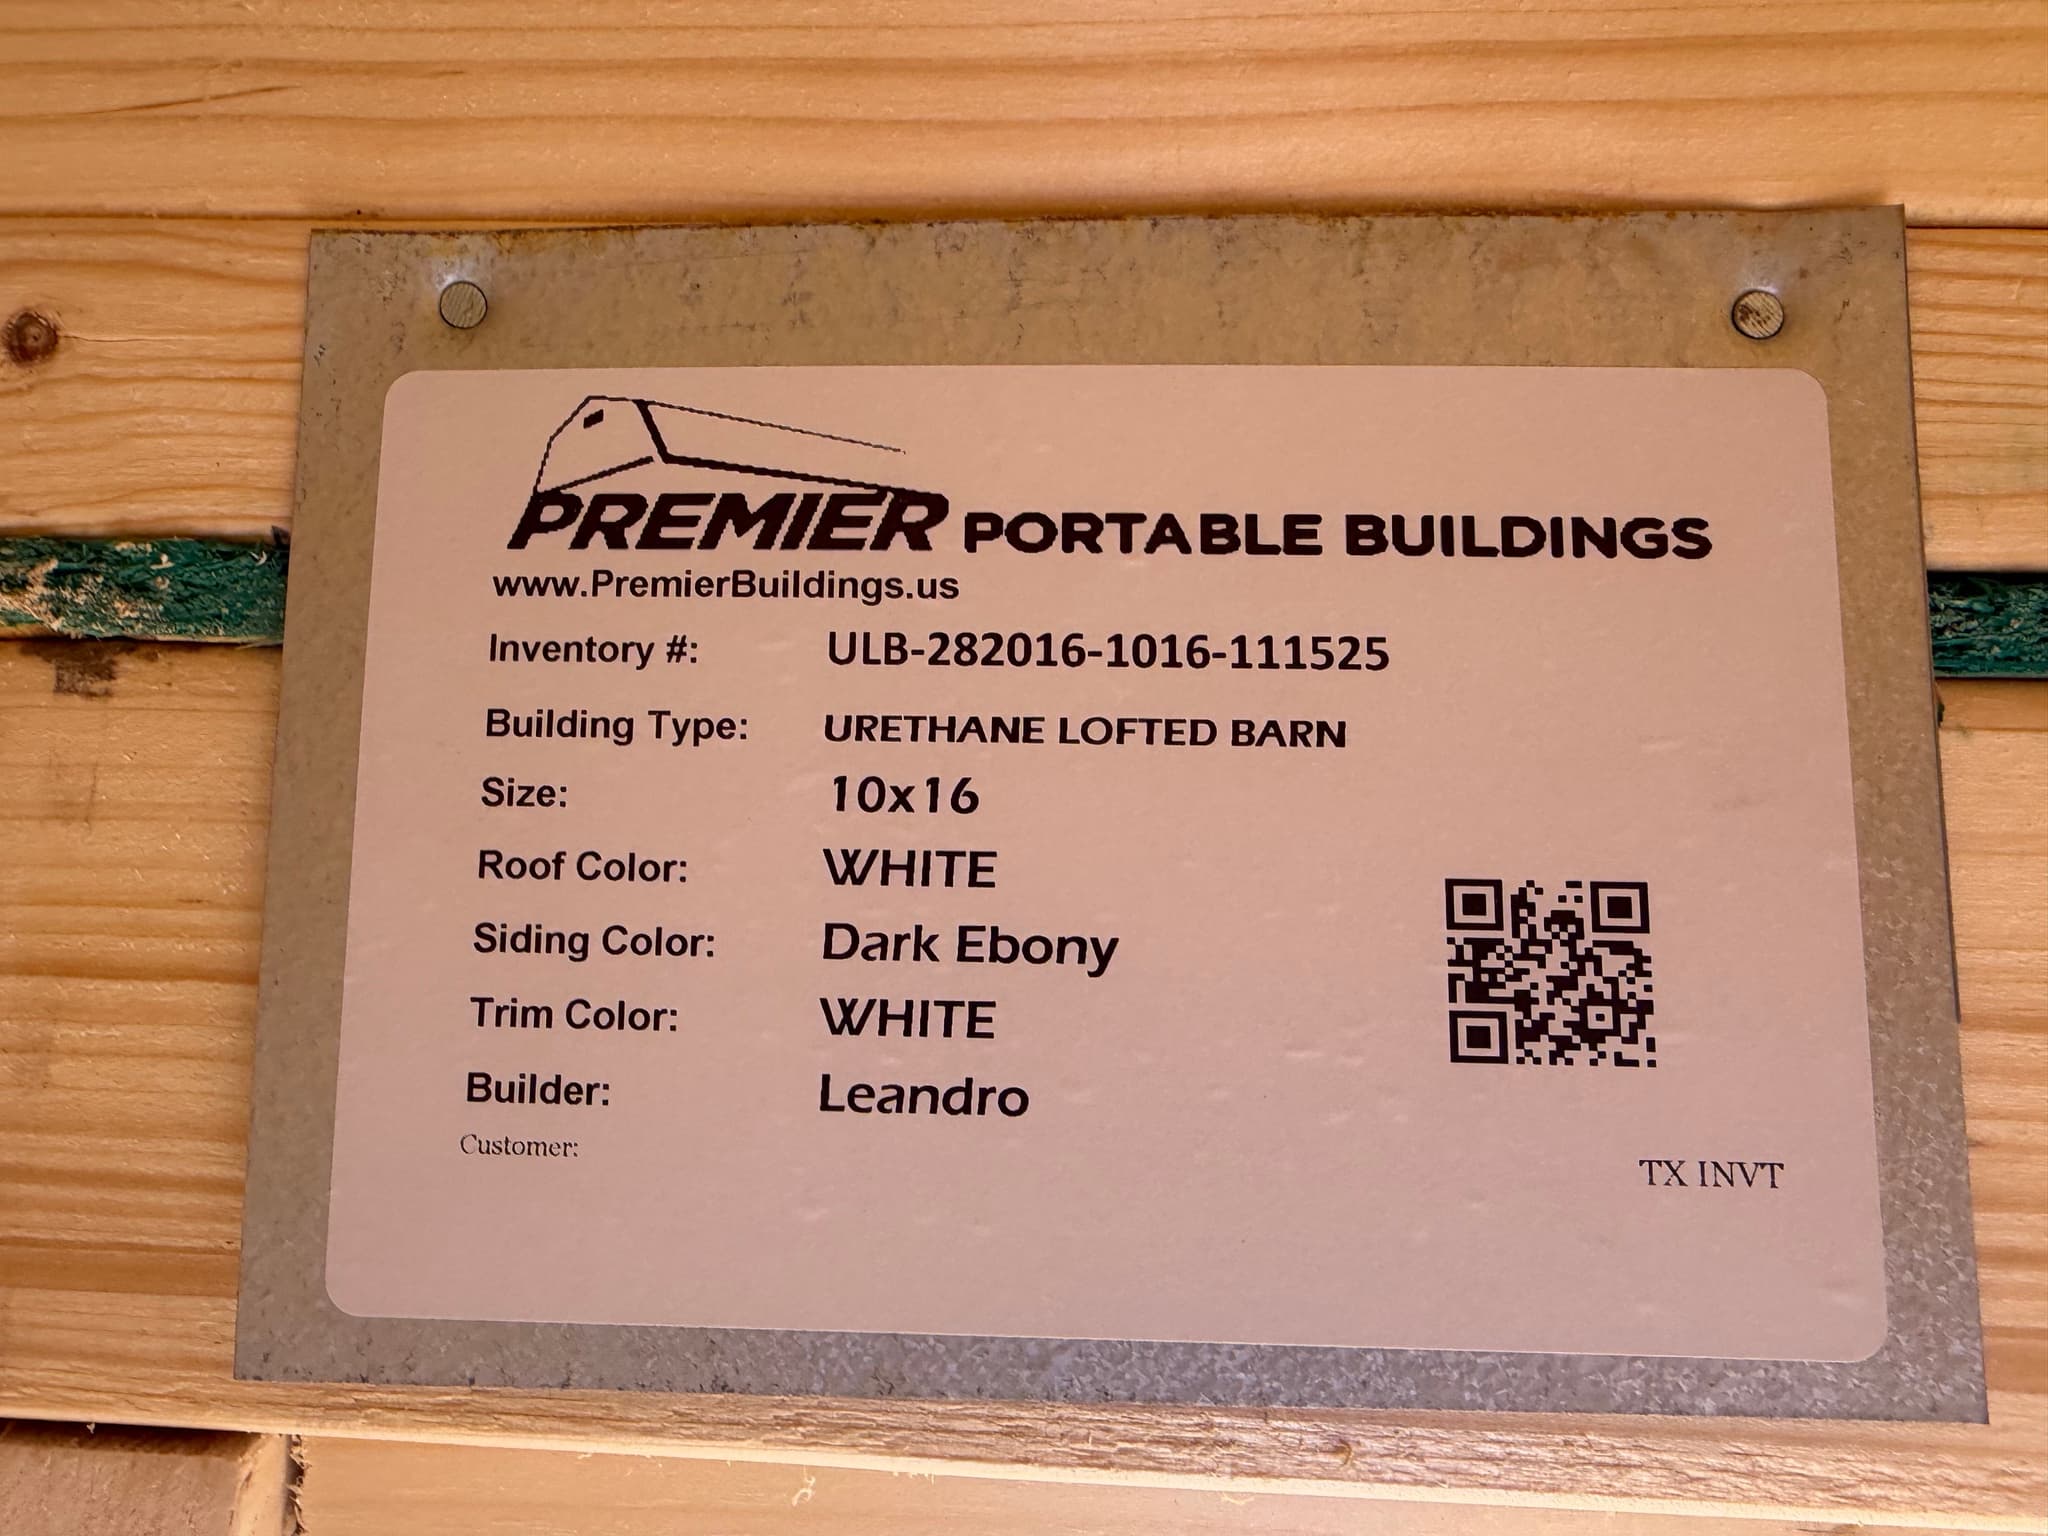 PREMIER PORTABLE BUILDINGS
www.PremierBuildings.us
Inventory #: ULB-282016-1016-111525
Building Type: URETHANE LOFTED BARN
Size: 10x16
Roof Color: WHITE
Siding Color: Dark Ebony
Trim Color: WHITE
Builder: Leandro
Customer:
TX INVT